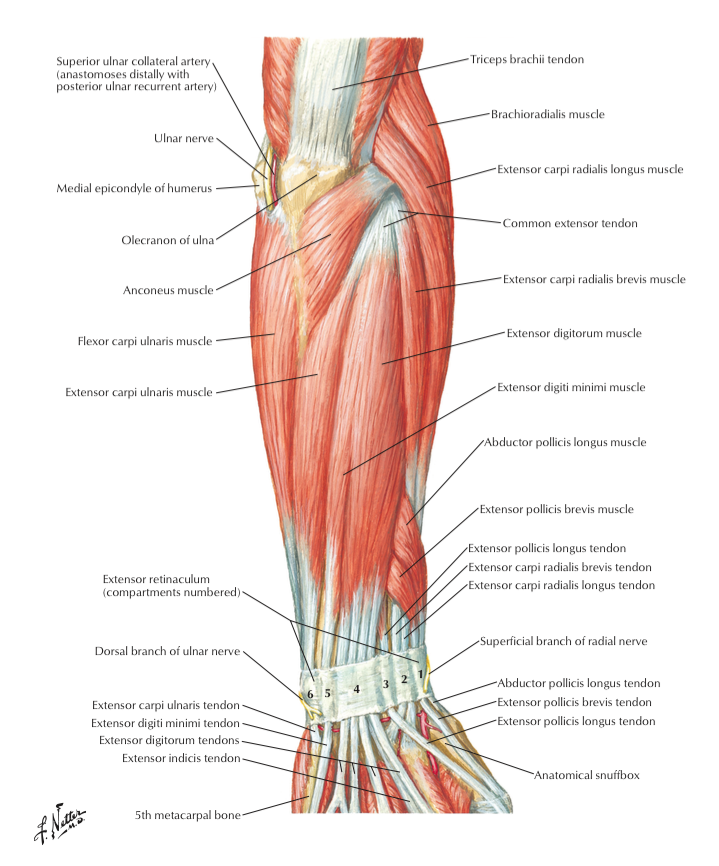 Superior ulnar collateral artery
(anastomoses distally with
posterior ulnar recurrent artery)
Ulnar nerve
Medial epicondyle of humerus
Olecranon of ulna
Anconeus muscle
Flexor carpi ulnaris muscle
Extensor carpi ulnaris muscle
Extensor retinaculum
(compartments numbered)
Dorsal branch of ulnar nerve
Extensor carpi ulnaris tendon
Extensor digiti minimi tendon
Extensor digitorum tendons
Extensor indicis tendon
5th metacarpal bone
Triceps brachii tendon
Brachioradialis muscle
Extensor carpi radialis longus muscle
Common extensor tendon
Extensor carpi radialis brevis muscle
Extensor digitorum muscle
Extensor digiti minimi muscle
Abductor pollicis longus muscle
Extensor pollicis brevis muscle
Extensor pollicis longus tendon
Extensor carpi radialis brevis tendon
Extensor carpi radialis longus tendon
Superficial branch of radial nerve
Abductor pollicis longus tendon
Extensor pollicis brevis tendon
Extensor pollicis longus tendon
Anatomical snuffbox
6 5 4 3 2 1
F. Netter
M.D.